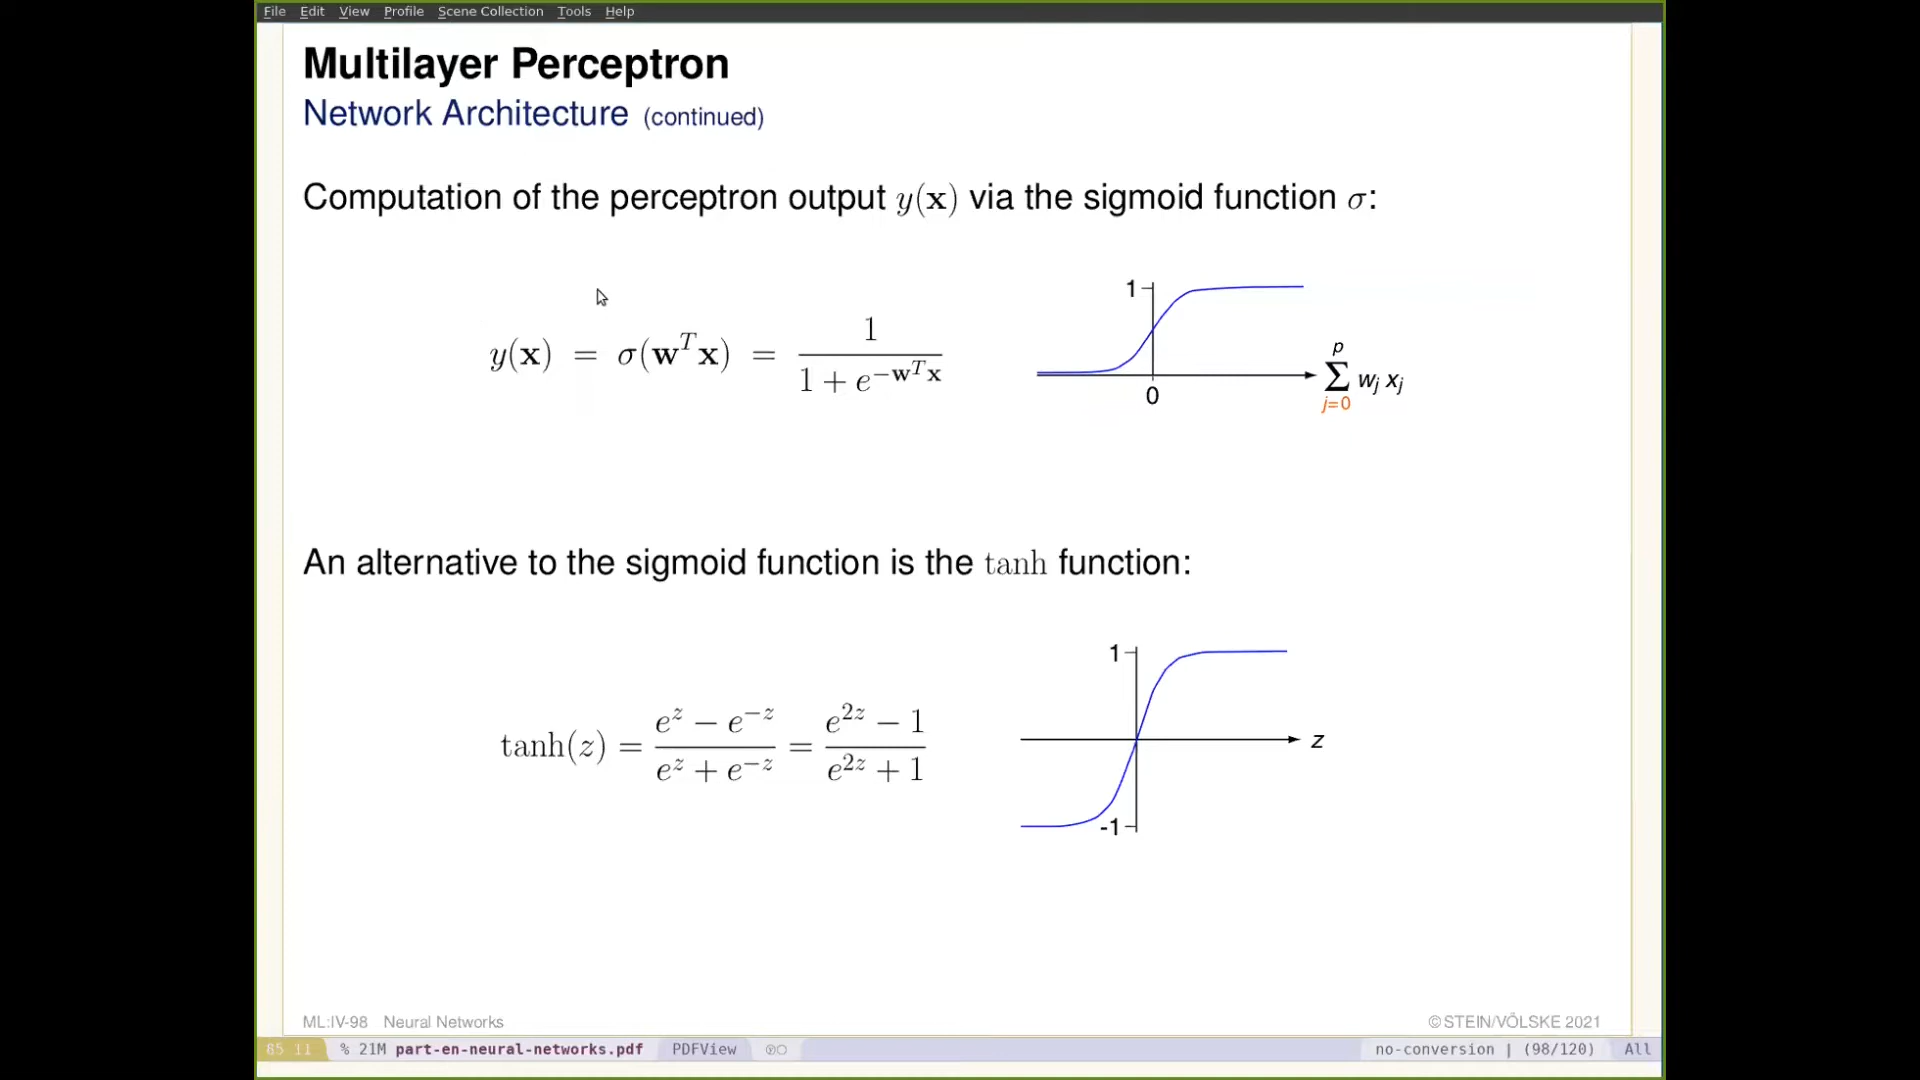 File Edit View Profile Scene Collection Tools Help
Multilayer Perceptron
Network Architecture (continued)
Computation of the perceptron output y(x) via the sigmoid function σ:
y(x) = σ(w^T x) = 1 / (1 + e^{−w^T x})
1
0
p
∑ w_j x_j
j=0
An alternative to the sigmoid function is the tanh function:
tanh(z) = (e^z − e^{−z}) / (e^z + e^{−z}) = (e^{2z} − 1) / (e^{2z} + 1)
1
z
-1
ML:IV-98 Neural Networks
©STEIN/VÖLSKE 2021
% 21M part-en-neural-networks.pdf PDFView
no-conversion | (98/120) All